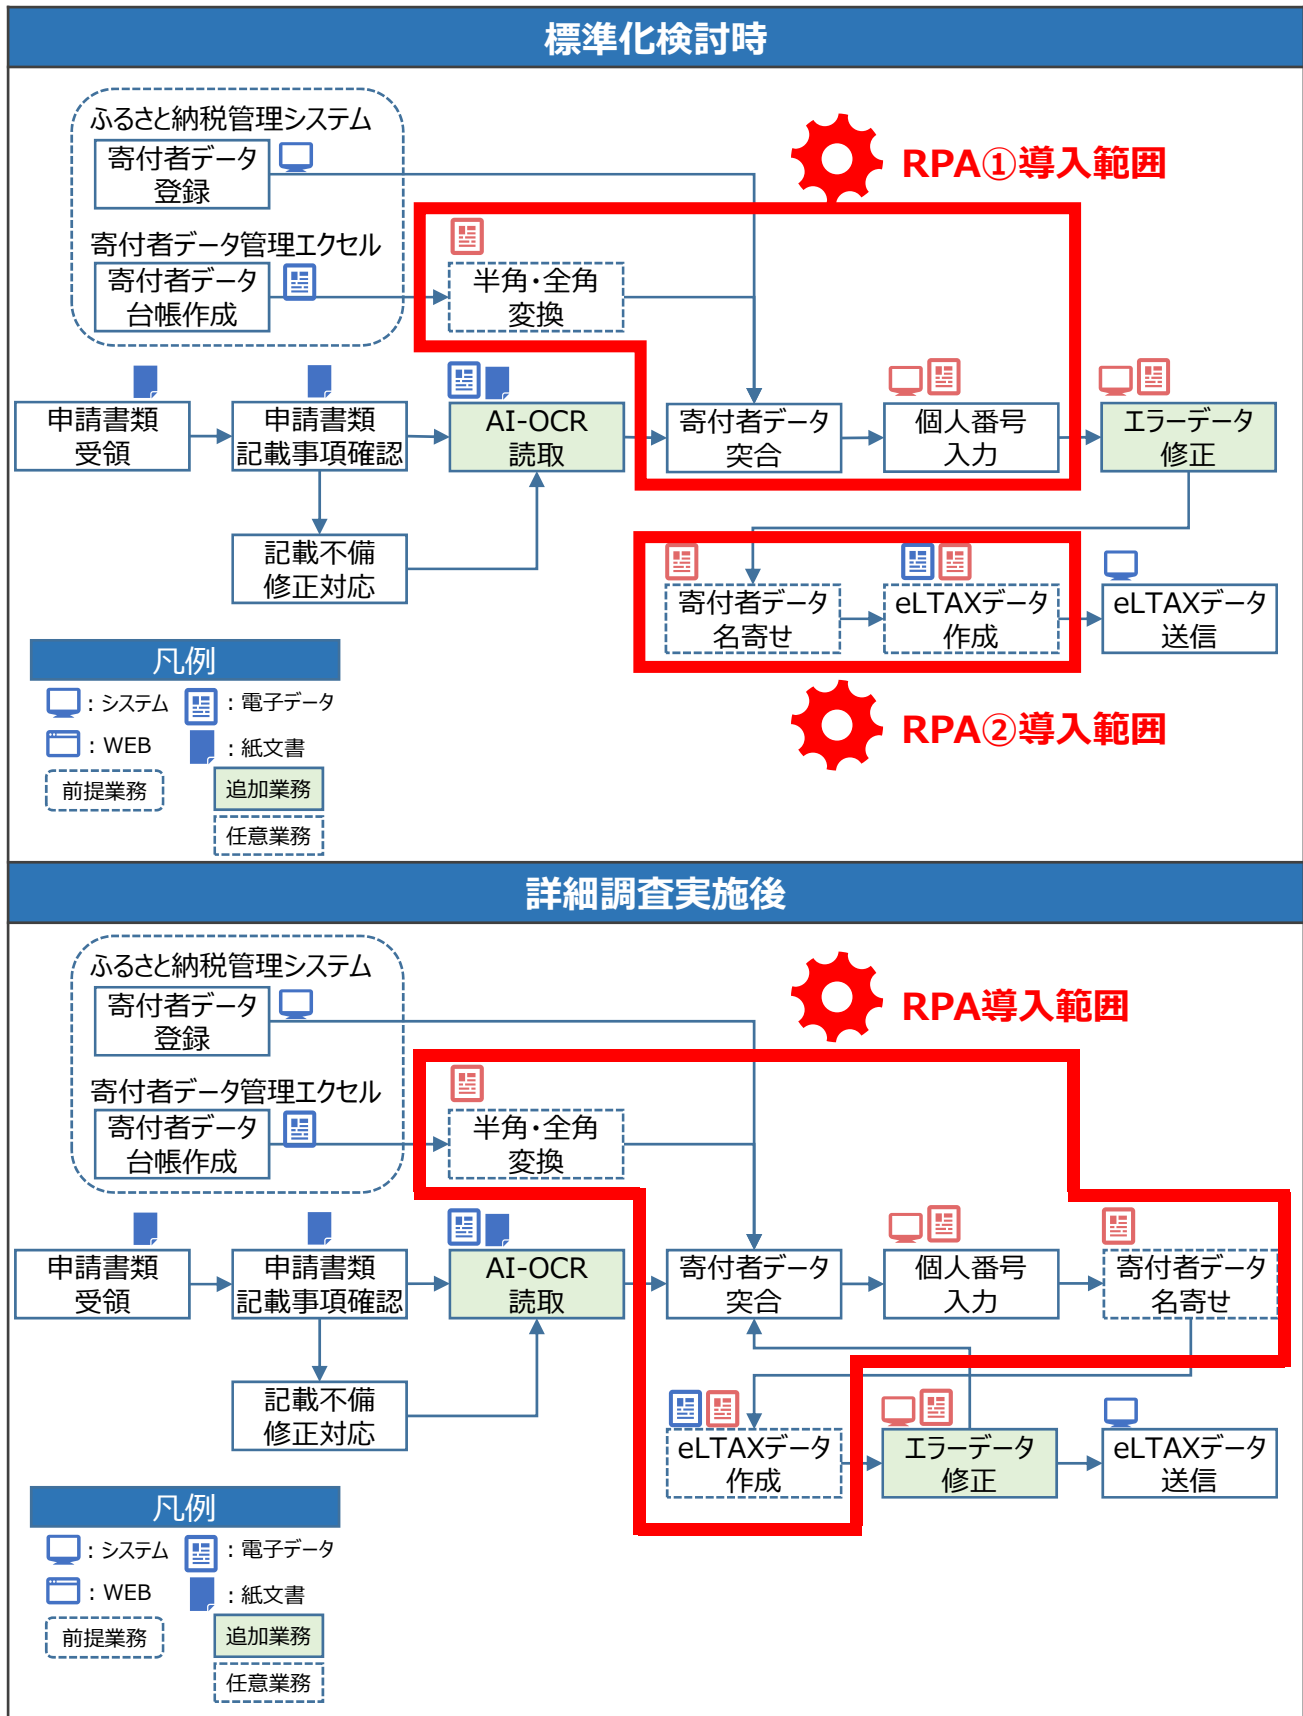 標準化検討時
ふるさと納税管理システム
寄付者データ
登録
RPA①導入範囲
寄付者データ管理エクセル
寄付者データ
台帳作成
半角・全角
変換
申請書類
受領
申請書類
記載事項確認
AI-OCR
読取
寄付者データ
突合
個人番号
入力
エラーデータ
修正
記載不備
修正対応
寄付者データ
名寄せ
eLTAXデータ
作成
eLTAXデータ
送信
RPA②導入範囲
凡例
：システム
：電子データ
：WEB
：紙文書
前提業務
追加業務
任意業務
詳細調査実施後
ふるさと納税管理システム
寄付者データ
登録
RPA導入範囲
寄付者データ管理エクセル
寄付者データ
台帳作成
半角・全角
変換
申請書類
受領
申請書類
記載事項確認
AI-OCR
読取
寄付者データ
突合
個人番号
入力
寄付者データ
名寄せ
記載不備
修正対応
eLTAXデータ
作成
エラーデータ
修正
eLTAXデータ
送信
凡例
：システム
：電子データ
：WEB
：紙文書
前提業務
追加業務
任意業務